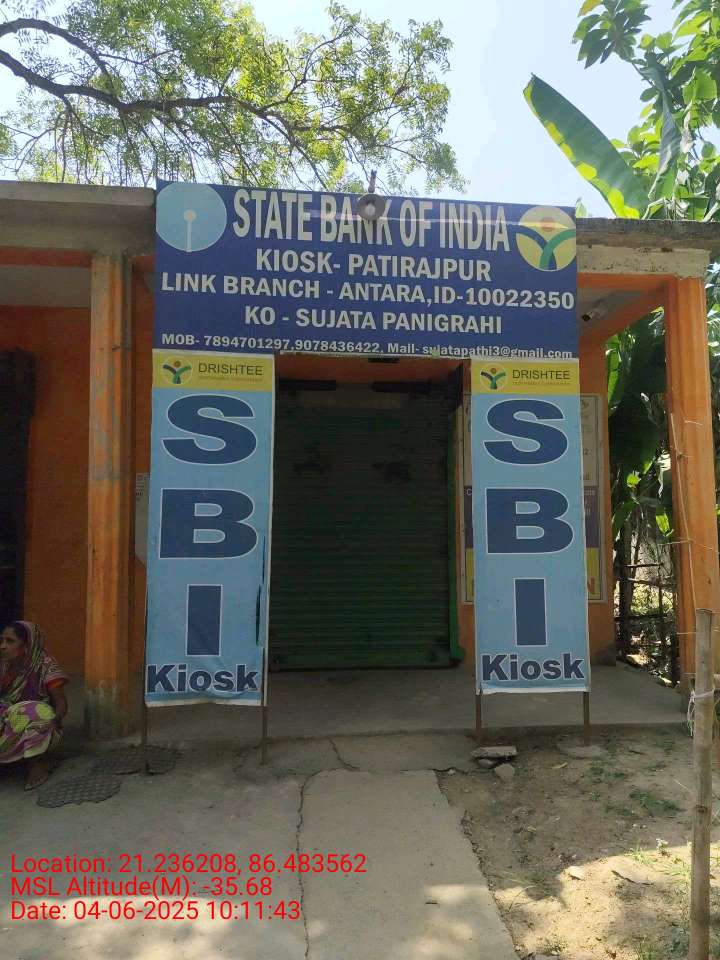 STATE BANK OF INDIA
KIOSK- PATIRAJPUR
LINK BRANCH - ANTARA,ID-10022350
KO - SUJATA PANIGRAHI
MOB- 7894701297,9078436422, Mail- sujatapathi3@gmail.com
DRISHTEE
S
B
I
Kiosk
DRISHTEE
S
B
I
Kiosk
Location: 21.236208, 86.483562
MSL Altitude(M): -35.68
Date: 04-06-2025 10:11:43